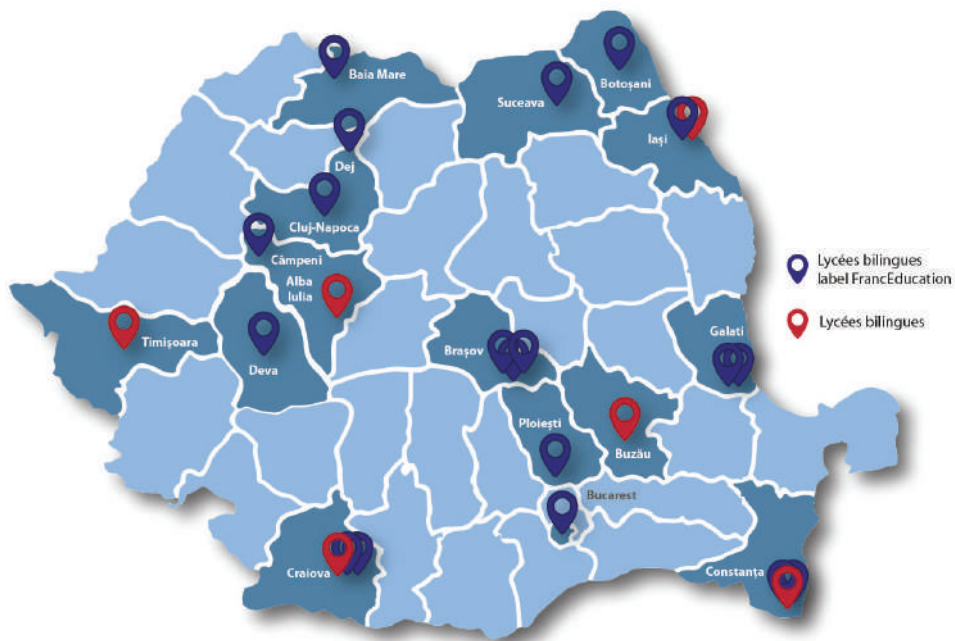 Baia Mare
Botoșani
Suceava
Iași
Dej
Cluj-Napoca
Câmpeni
Alba
Iulia
Lycées bilingues
label FrancEducation
Lycées bilingues
Timișoara
Deva
Brașov
Galati
Ploiești
Buzău
Bucarest
Craiova
Constanța